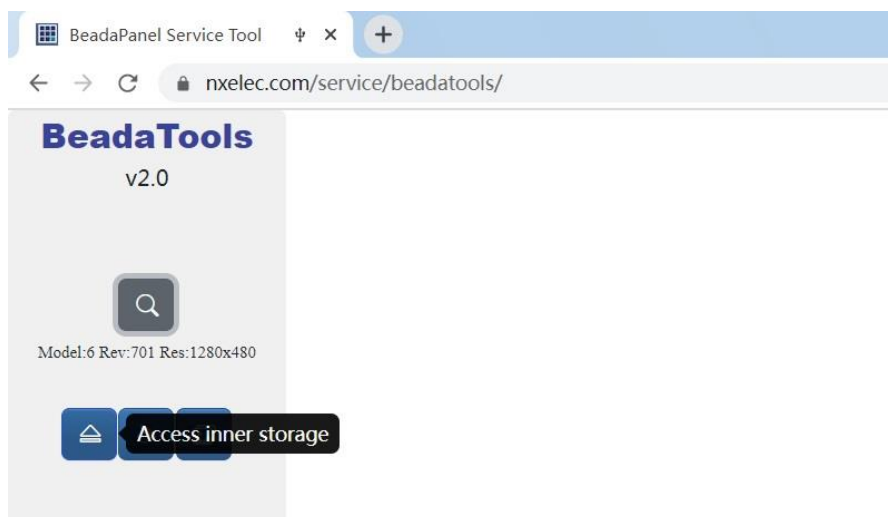 BeadaPanel Service Tool
nxelec.com/service/beadatools/
BeadaTools
v2.0
Model:6 Rev:701 Res:1280x480
Access inner storage